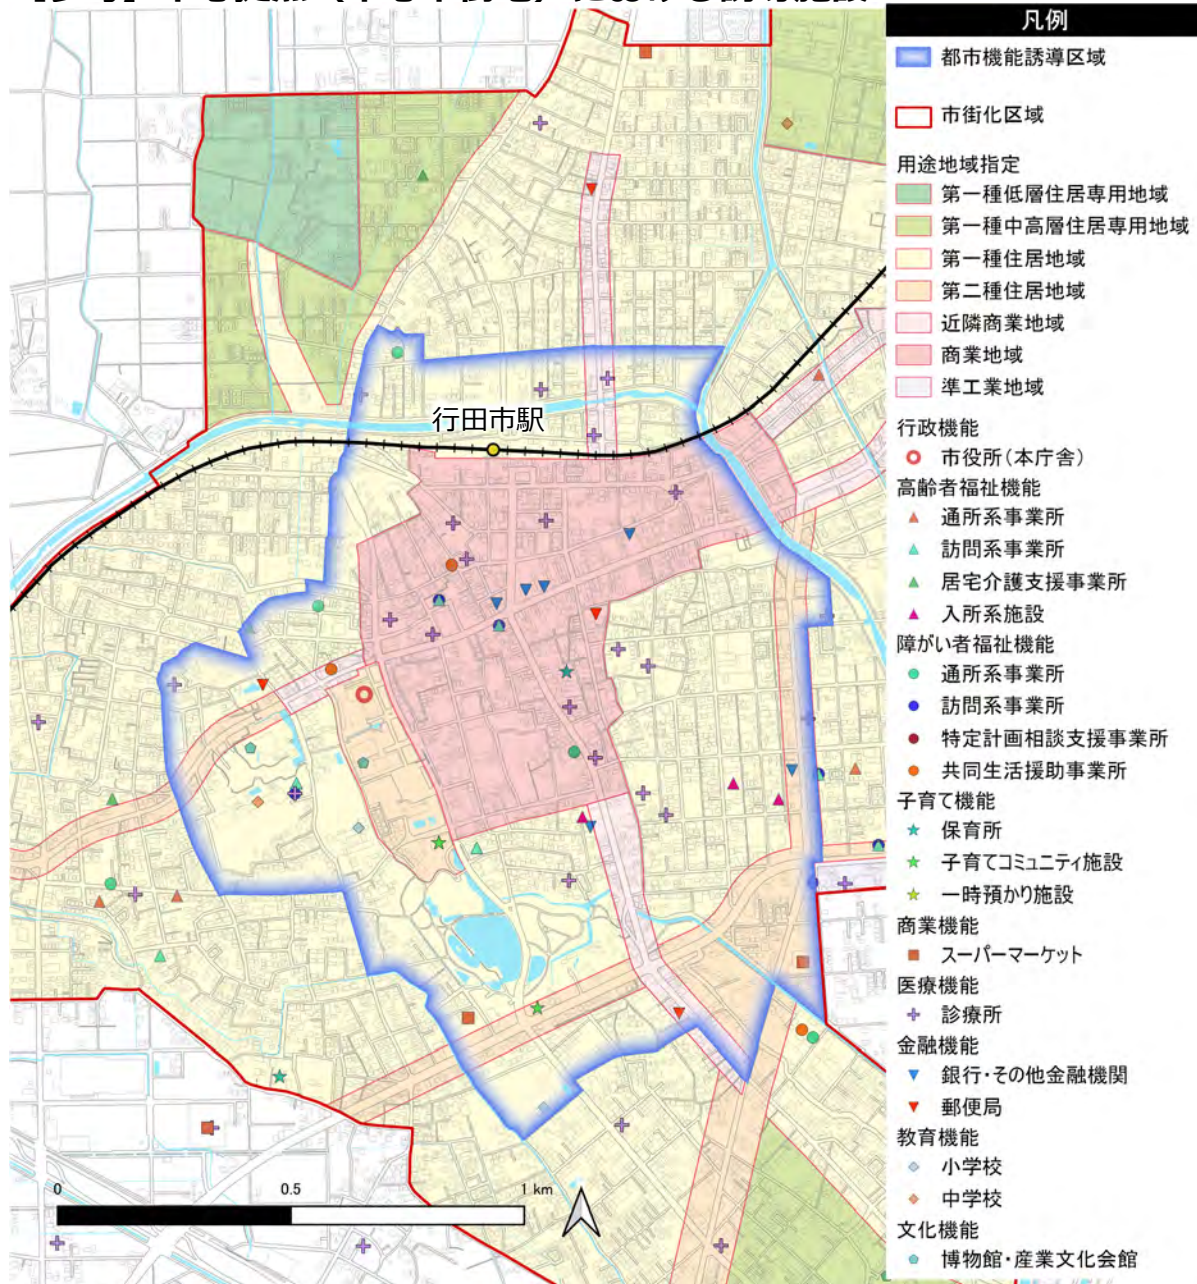 凡例
都市機能誘導区域
市街化区域
用途地域指定
第一種低層住居専用地域
第一種中高層住居専用地域
第一種住居地域
第二種住居地域
近隣商業地域
商業地域
準工業地域
行政機能
市役所(本庁舎)
高齢者福祉機能
通所系事業所
訪問系事業所
居宅介護支援事業所
入所系施設
障がい者福祉機能
通所系事業所
訪問系事業所
特定計画相談支援事業所
共同生活援助事業所
子育て機能
保育所
子育てコミュニティ施設
一時預かり施設
商業機能
スーパーマーケット
医療機能
診療所
金融機能
銀行・その他金融機関
郵便局
教育機能
小学校
中学校
文化機能
博物館・産業文化会館
行田市駅
0 0.5 1 km